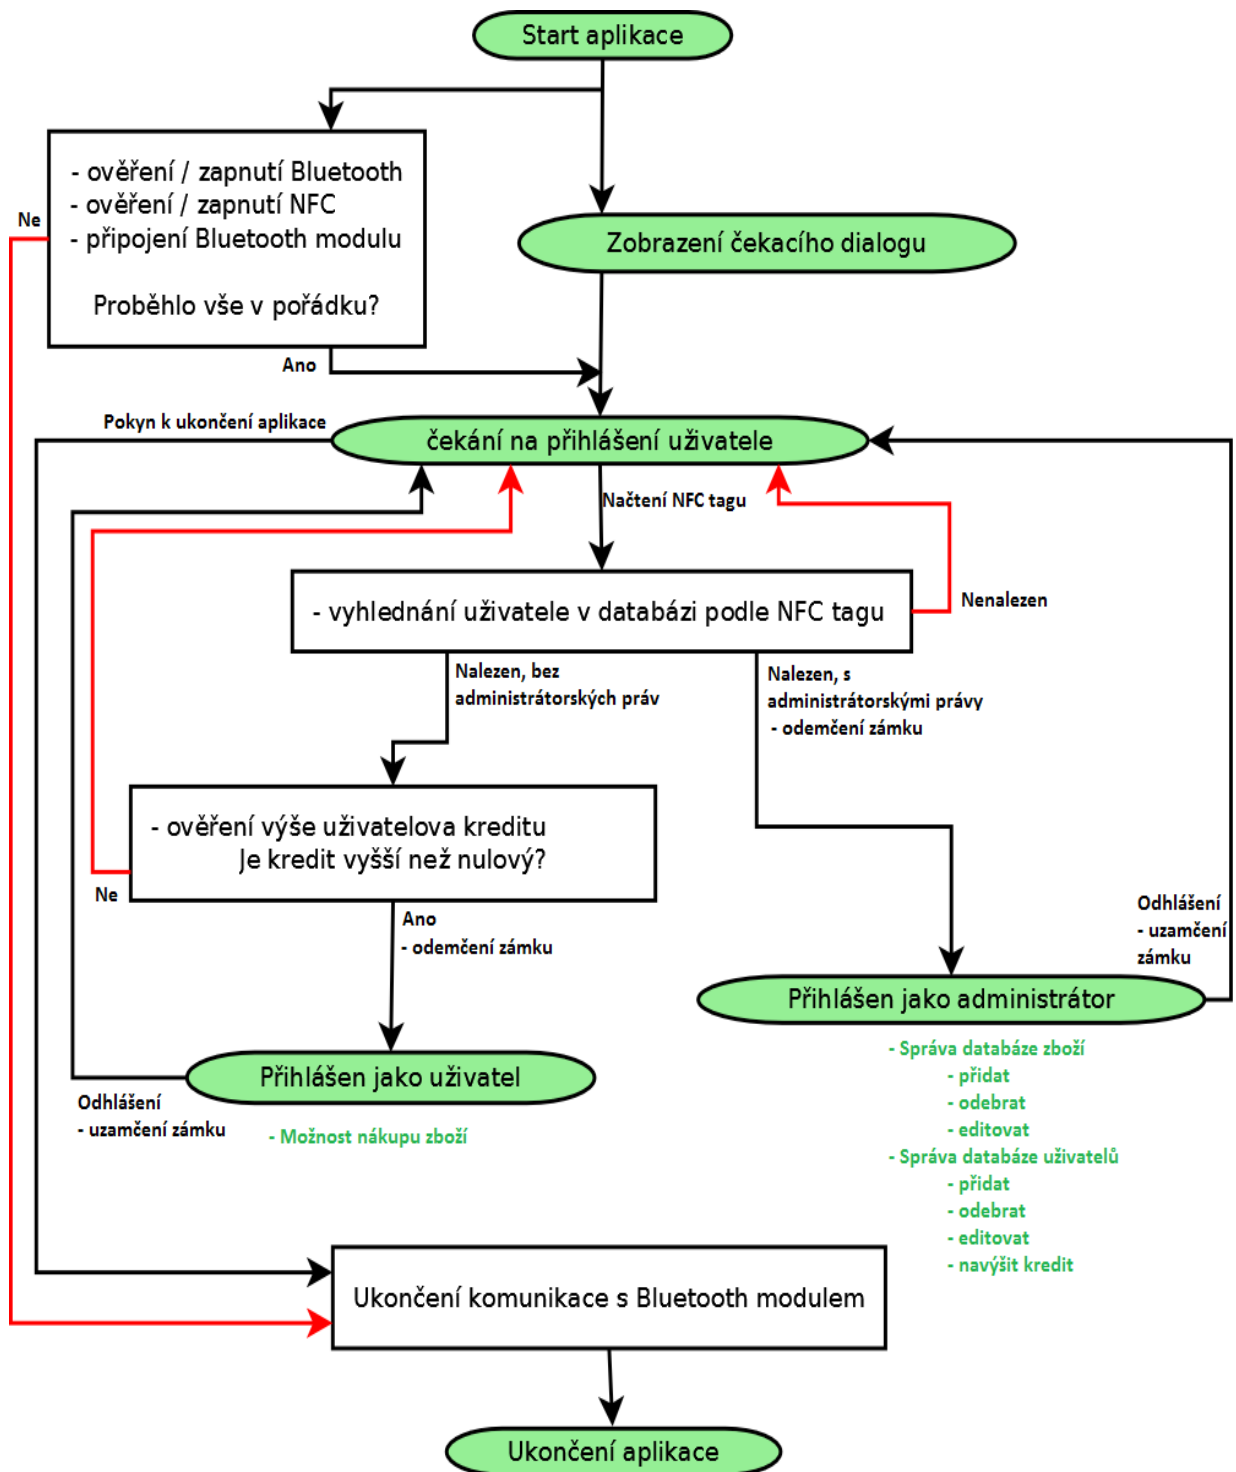 Start aplikace
- ověření / zapnutí Bluetooth
- ověření / zapnutí NFC
- připojení Bluetooth modulu
Proběhlo vše v pořádku?
Ne
Zobrazení čekacího dialogu
Ano
Pokyn k ukončení aplikace
čekání na přihlášení uživatele
Načtení NFC tagu
- vyhlednání uživatele v databázi podle NFC tagu
Nenalezen
Nalezen, bez
administrátorských práv
Nalezen, s
administrátorskými právy
- odemčení zámku
- ověření výše uživatelova kreditu
Je kredit vyšší než nulový?
Ne
Ano
- odemčení zámku
Odhlášení
- uzamčení
zámku
Přihlášen jako administrátor
- Správa databáze zboží
- přidat
- odebrat
- editovat
- Správa databáze uživatelů
- přidat
- odebrat
- editovat
- navýšit kredit
Přihlášen jako uživatel
Odhlášení
- uzamčení zámku
- Možnost nákupu zboží
Ukončení komunikace s Bluetooth modulem
Ukončení aplikace